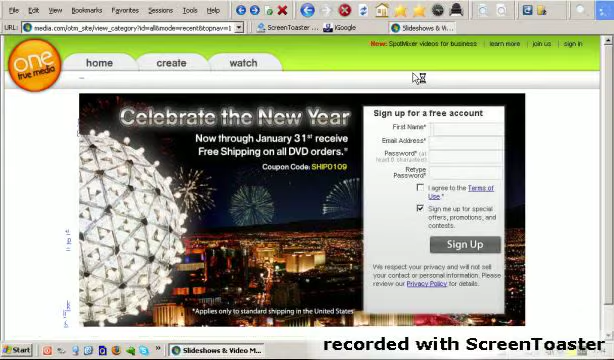 Edit View Bookmarks Favorites Sessions Tools Help
URL: media.com/otm_site/view_category?id=all&mode=recent&topnav=1
ScreenToaster ... iGoogle Slideshows & Vi...
one
true media
home create watch
New: SpotMixer videos for business | learn more | join us | sign in
Celebrate the New Year
Now through January 31st receive
Free Shipping on all DVD orders.*
Coupon Code: SHIP0109
*Applies only to standard shipping in the United States
Sign up for a free account
First Name*
Email Address*
Password* (at
least 6 characters)
Retype
Password*
I agree to the Terms of
Use.*
Sign me up for special
offers, promotions, and
contests.
Sign Up
We respect your privacy and will not sell
your contact or personal information. Please
review our Privacy Policy for details.
Start
Slideshows & Video M...
recorded with ScreenToaster